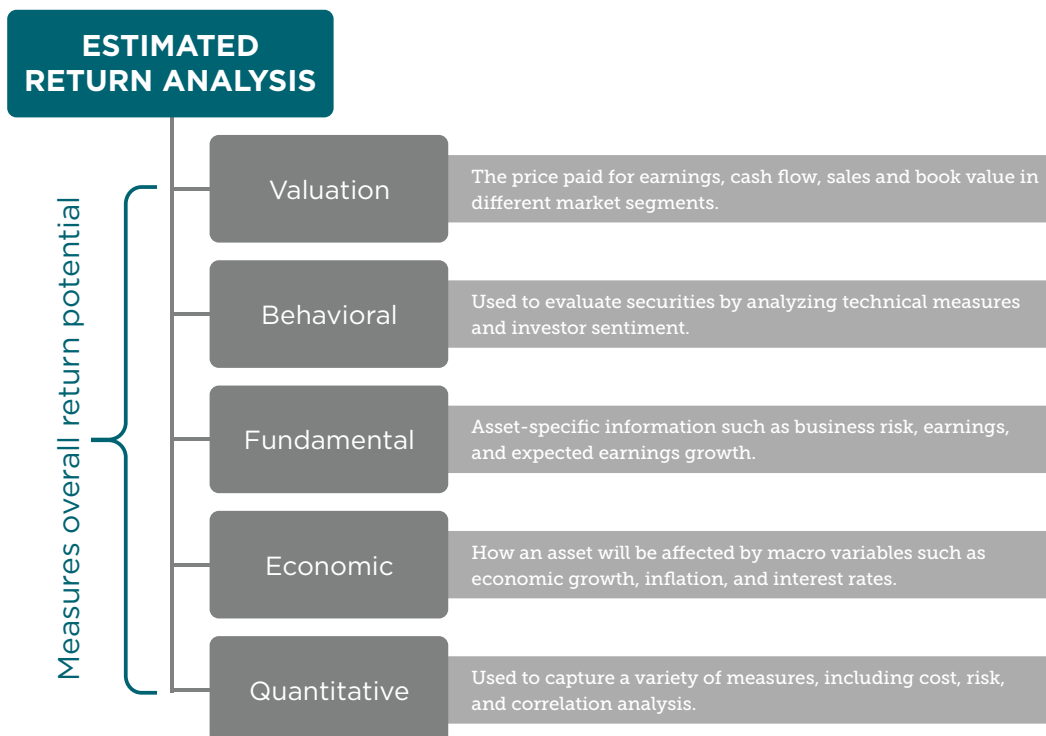 ESTIMATED
RETURN ANALYSIS
Measures overall return potential
Valuation
The price paid for earnings, cash flow, sales and book value in
different market segments.
Behavioral
Used to evaluate securities by analyzing technical measures
and investor sentiment.
Fundamental
Asset-specific information such as business risk, earnings,
and expected earnings growth.
Economic
How an asset will be affected by macro variables such as
economic growth, inflation, and interest rates.
Quantitative
Used to capture a variety of measures, including cost, risk,
and correlation analysis.